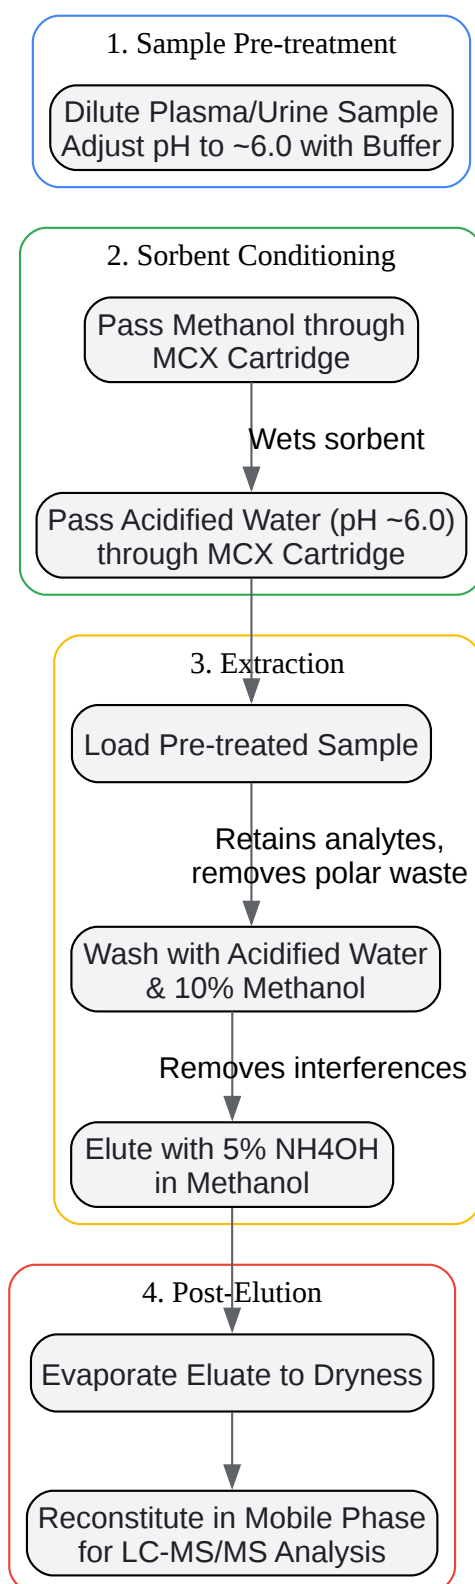 1. Sample Pre-treatment
Dilute Plasma/Urine Sample
Adjust pH to ~6.0 with Buffer
2. Sorbent Conditioning
Pass Methanol through
MCX Cartridge
Wets sorbent
Pass Acidified Water (pH ~6.0)
through MCX Cartridge
3. Extraction
Load Pre-treated Sample
Retains analytes,
removes polar waste
Wash with Acidified Water
& 10% Methanol
Removes interferences
Elute with 5% NH4OH
in Methanol
4. Post-Elution
Evaporate Eluate to Dryness
Reconstitute in Mobile Phase
for LC-MS/MS Analysis